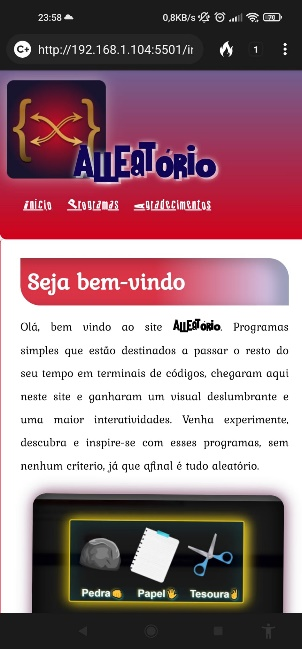 23:58 0,8KB/s 70
http://192.168.1.104:5501/ir 1
ALLEATÓRIO
início Programas Agradecimentos
Seja bem-vindo
Olá, bem vindo ao site ALLEATÓRIO. Programas
simples que estão destinados a passar o resto do
seu tempo em terminais de códigos, chegaram aqui
neste site e ganharam um visual deslumbrante e
uma maior interatividades. Venha experimente,
descubra e inspire-se com esses programas, sem
nenhum críterio, já que afinal é tudo aleatório.
Pedra👊 Papel🖐 Tesoura✌